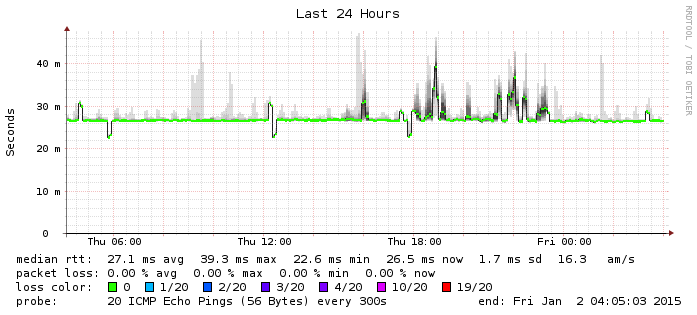 Last 24 Hours
RRDTOOL / TOBI OETIKER
Seconds
40 m
30 m
20 m
10 m
0
Thu 06:00 Thu 12:00 Thu 18:00 Fri 00:00
median rtt: 27.1 ms avg 39.3 ms max 22.6 ms min 26.5 ms now 1.7 ms sd 16.3 am/s
packet loss: 0.00 % avg 0.00 % max 0.00 % min 0.00 % now
loss color: 0 1/20 2/20 3/20 4/20 10/20 19/20
probe: 20 ICMP Echo Pings (56 Bytes) every 300s end: Fri Jan 2 04:05:03 2015